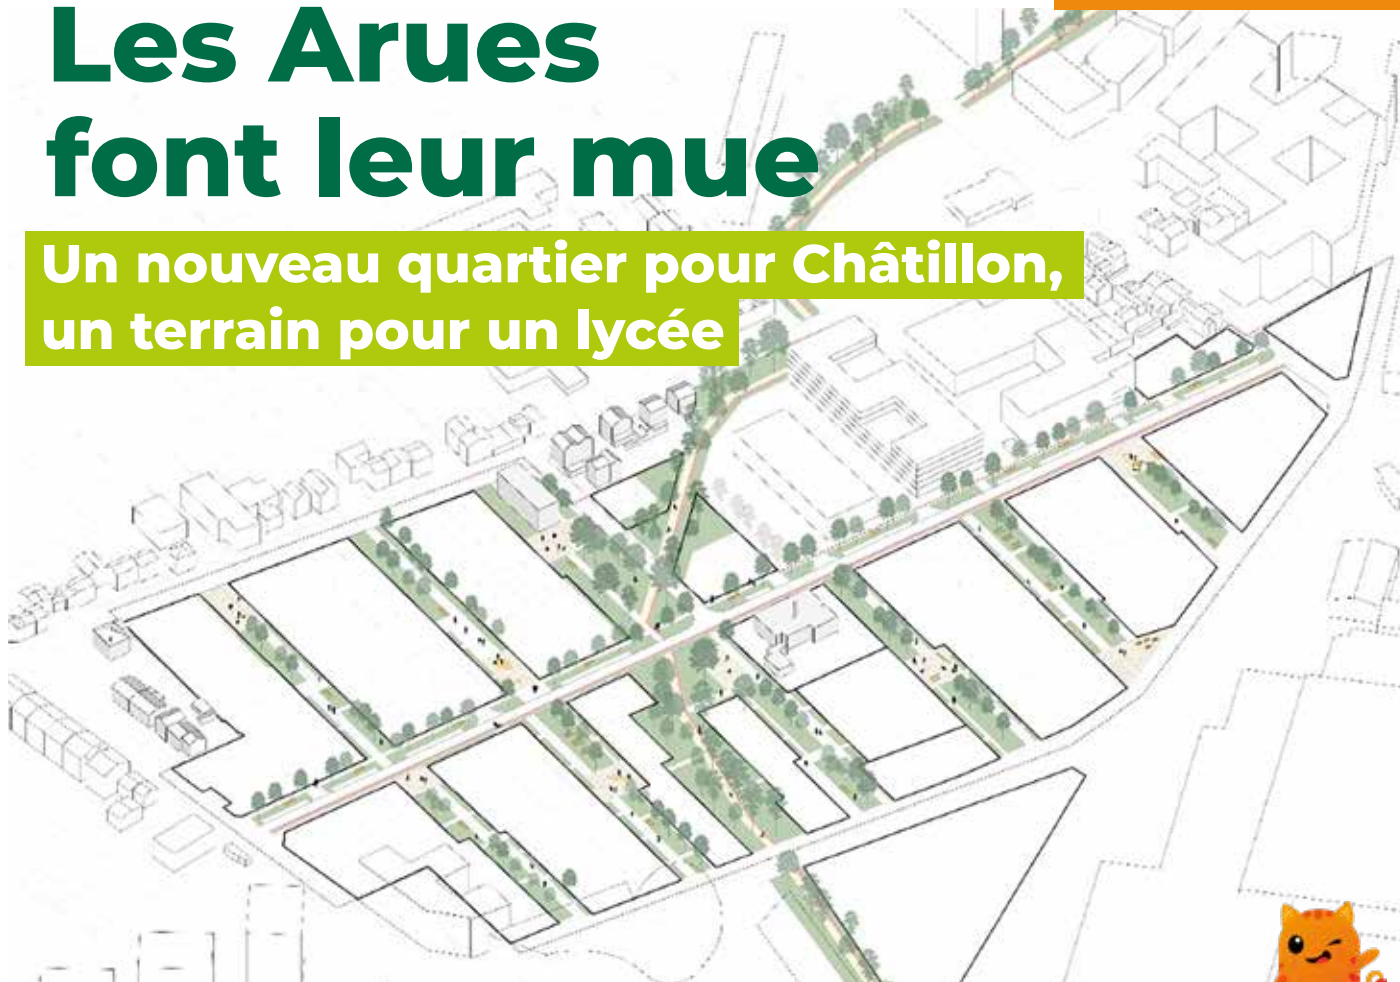 Les Arues
font leur mue
Un nouveau quartier pour Châtillon,
un terrain pour un lycée